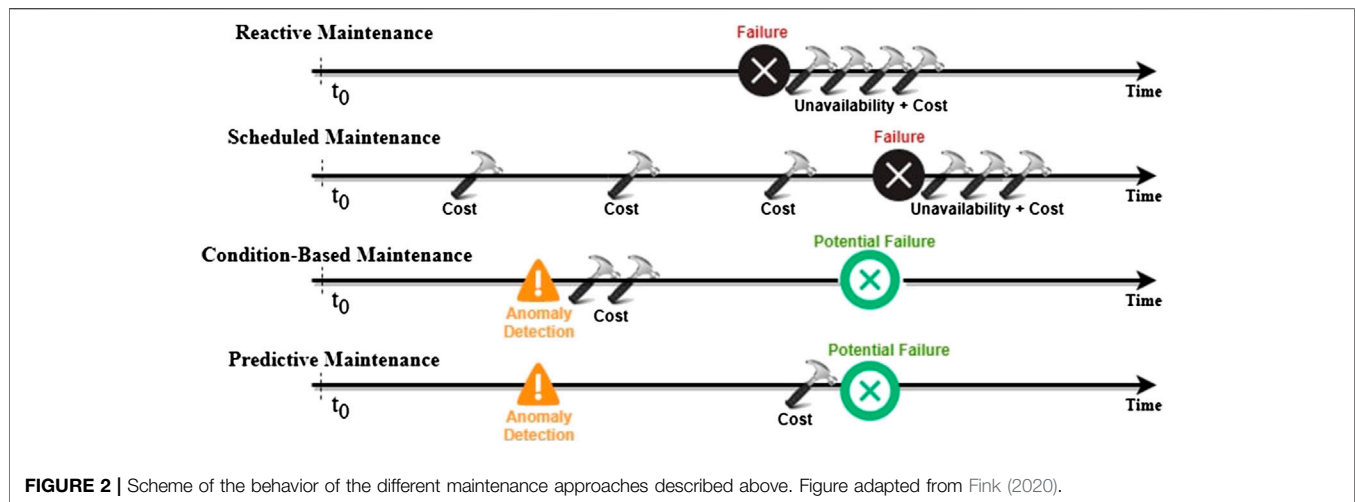 Reactive Maintenance
Failure
t0
Unavailability + Cost
Time
Scheduled Maintenance
Failure
t0
Cost
Cost
Cost
Unavailability + Cost
Time
Condition-Based Maintenance
Potential Failure
t0
Anomaly
Detection
Cost
Time
Predictive Maintenance
Potential Failure
t0
Anomaly
Detection
Cost
Time
FIGURE 2 | Scheme of the behavior of the different maintenance approaches described above. Figure adapted from Fink (2020).